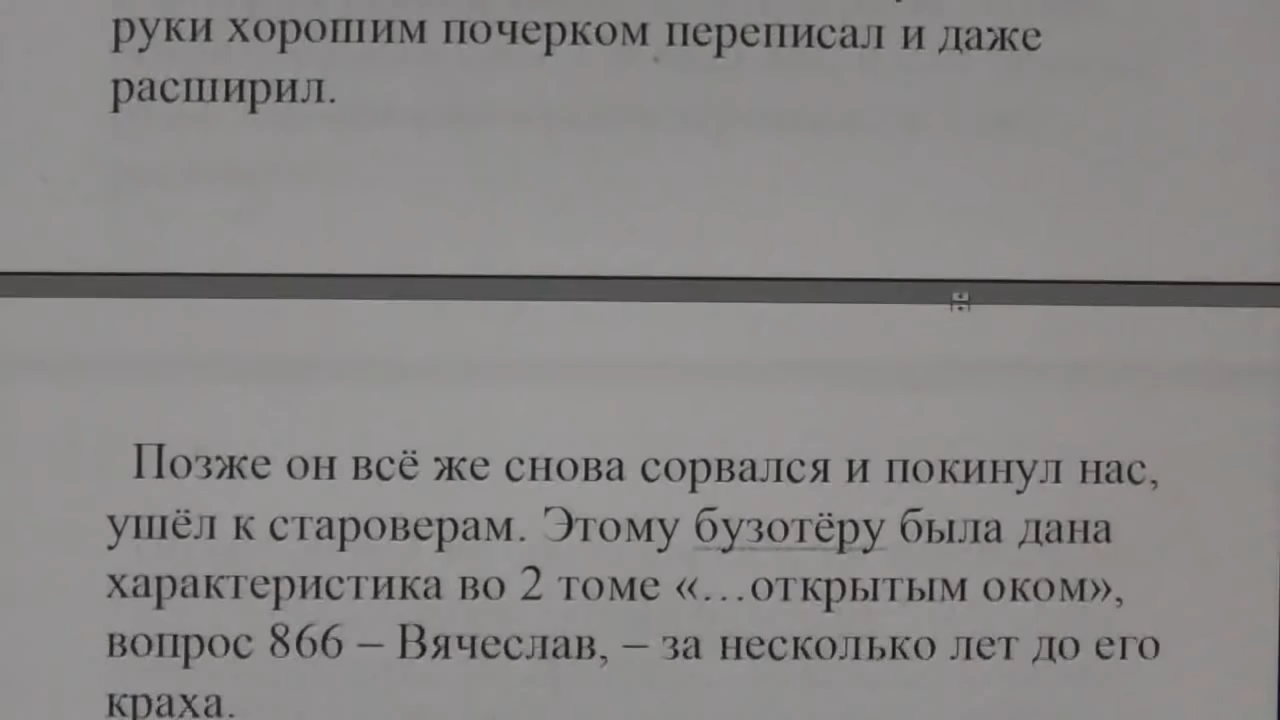 руки хорошим почерком переписал и даже
расширил.
Позже он всё же снова сорвался и покинул нас,
ушёл к староверам. Этому бузотёру была дана
характеристика во 2 томе «…открытым оком»,
вопрос 866 – Вячеслав, – за несколько лет до его
краха.